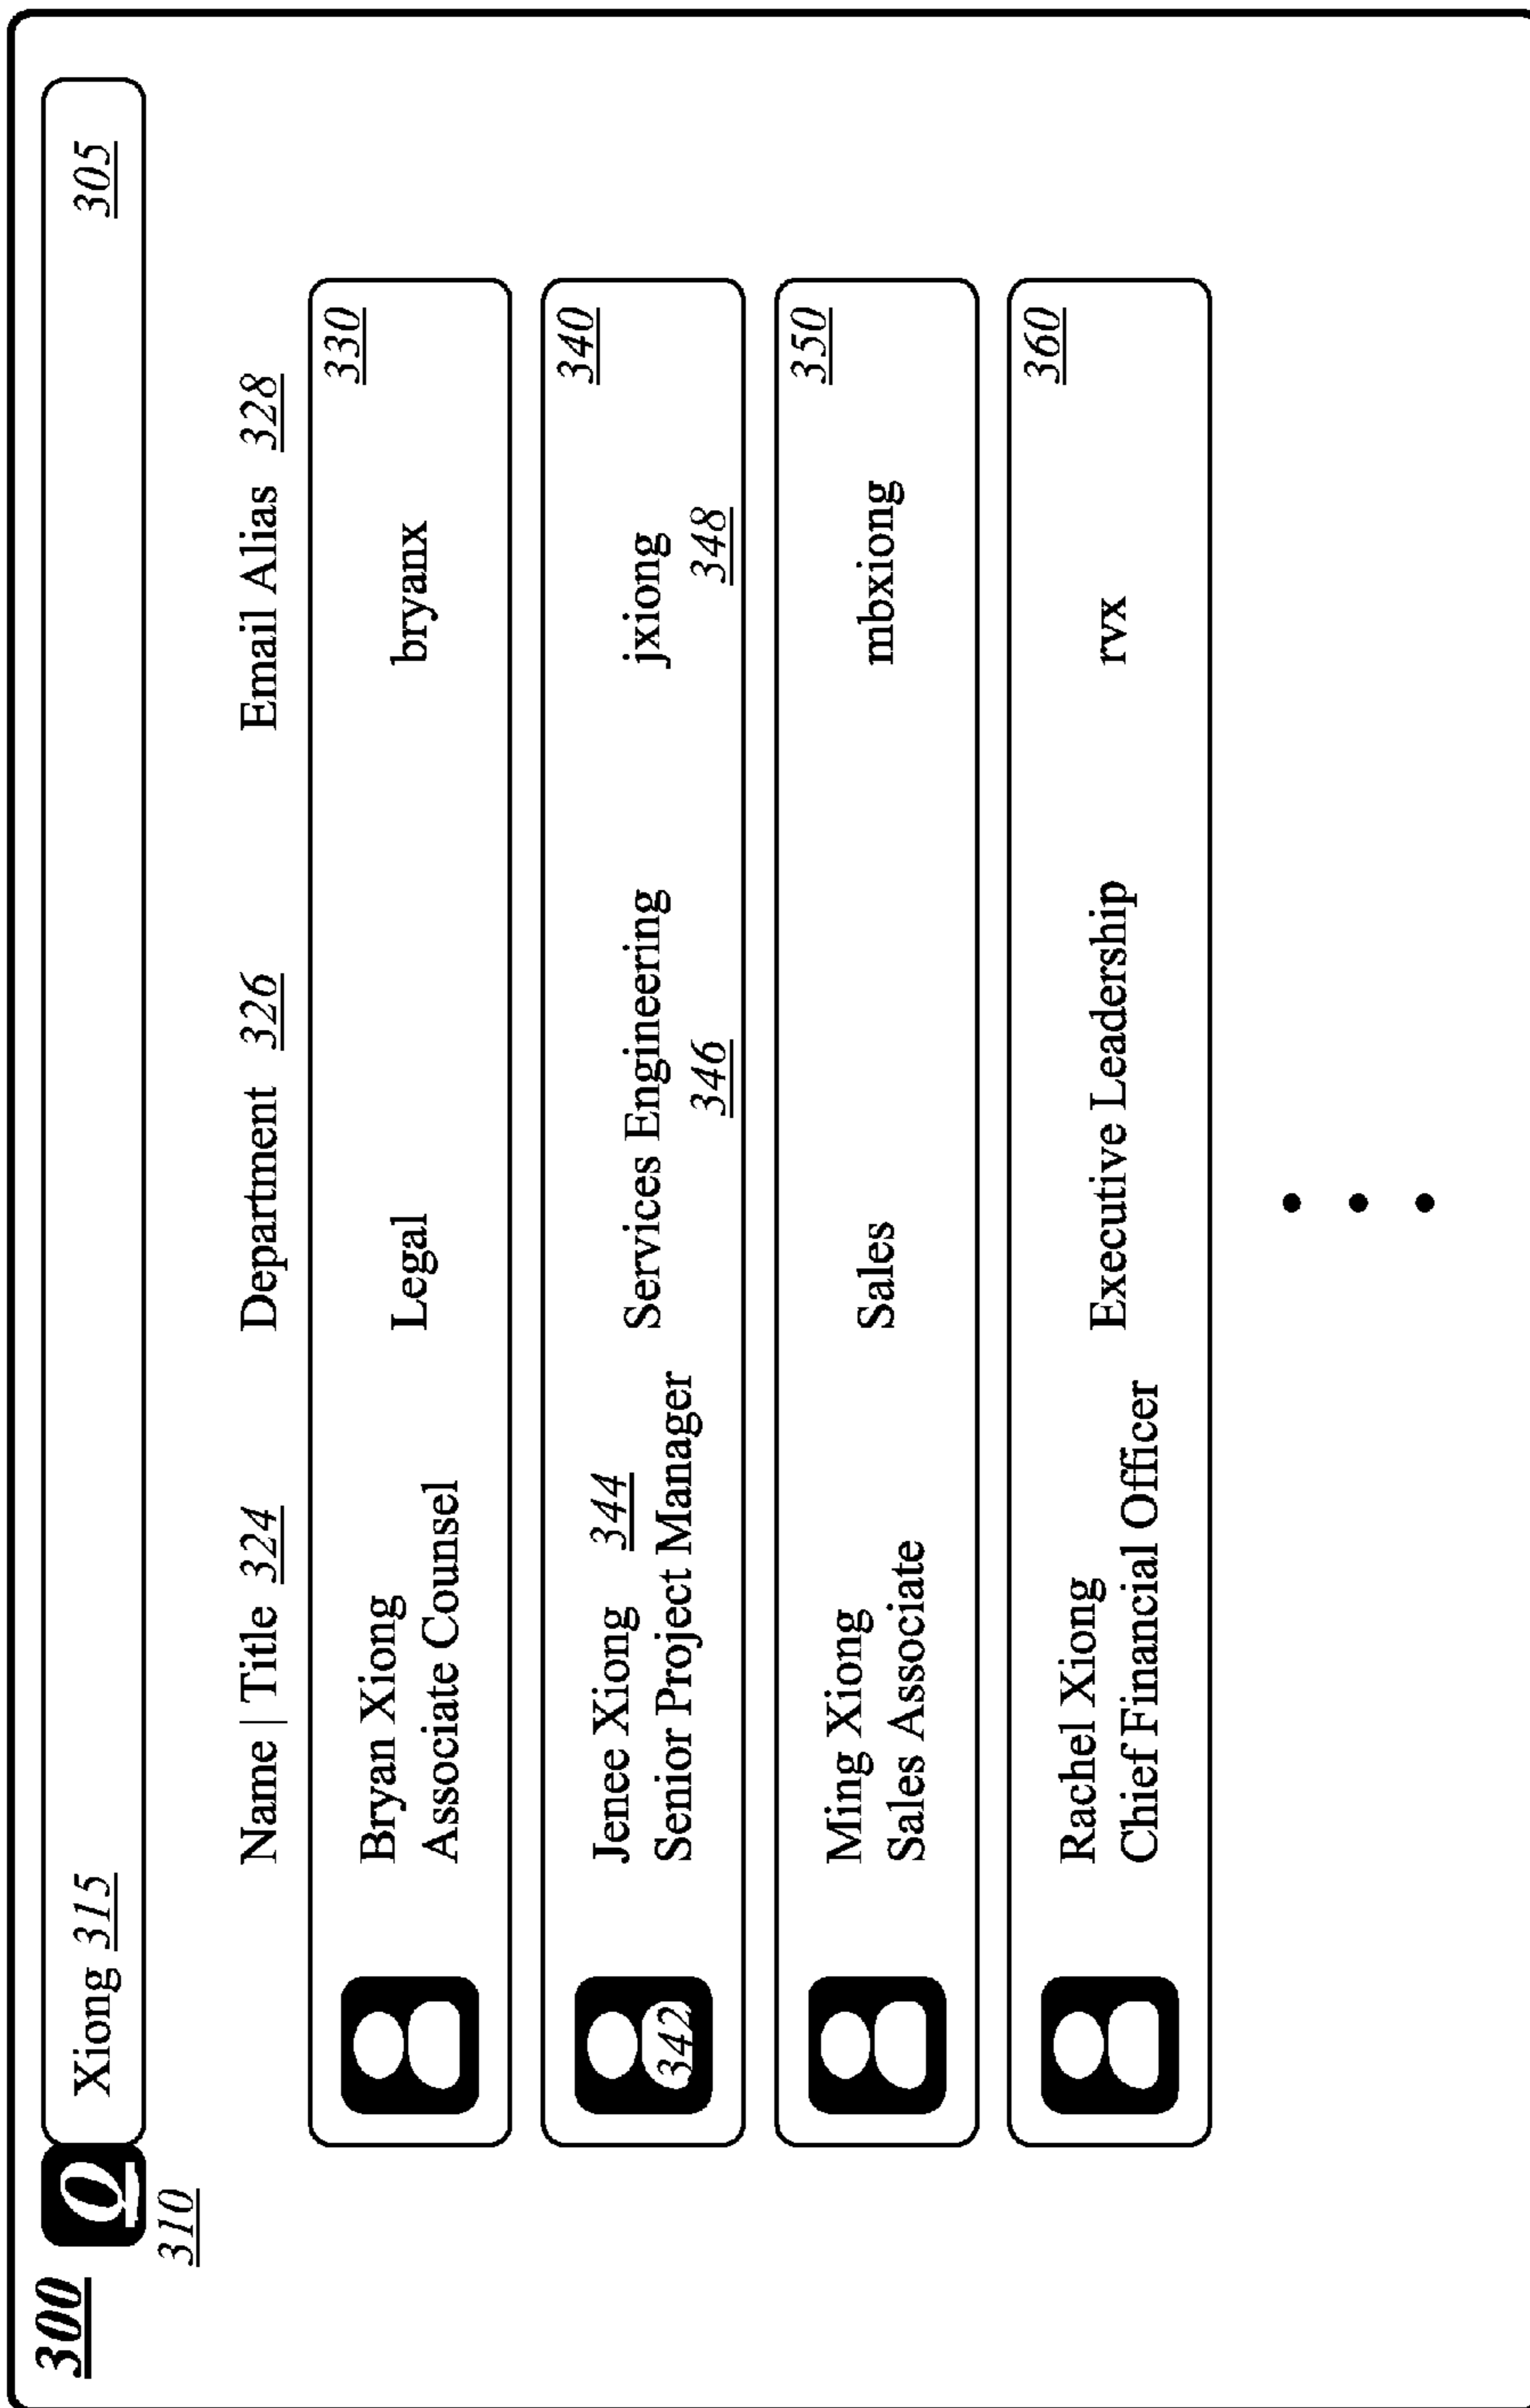 300
Q Xiong 315 305
310
Name | Title 324 Department 326 Email Alias 328
330
Bryan Xiong
Associate Counsel
Legal
bryanx
340
Jenee Xiong 344
Senior Project Manager
Services Engineering
346
jxiong
348
342
350
Ming Xiong
Sales Associate
Sales
mbxiong
360
Rachel Xiong
Chief Financial Officer
Executive Leadership
rvx